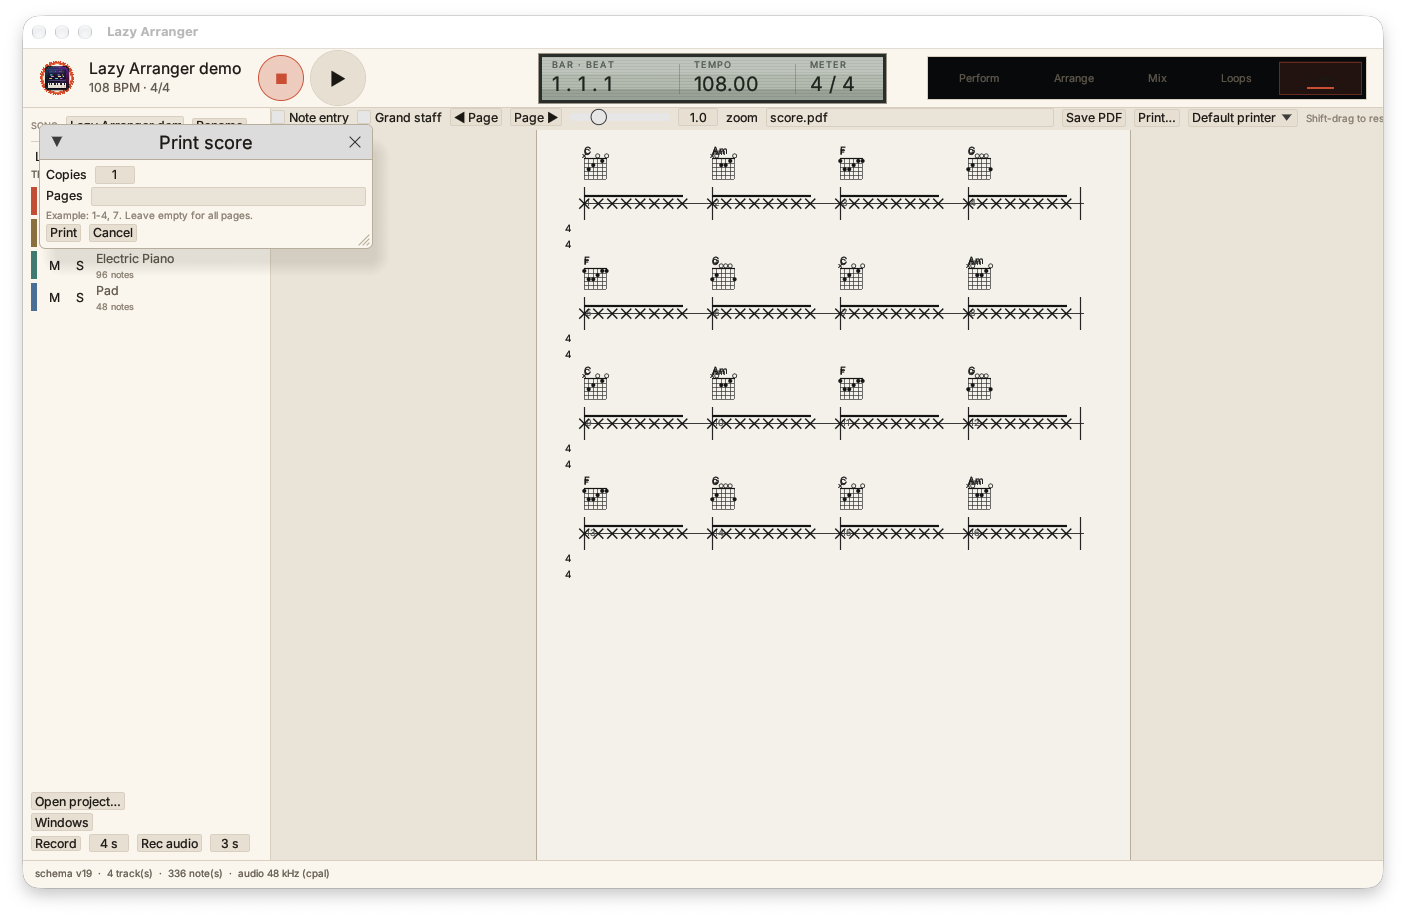 Lazy Arranger
Lazy Arranger demo
108 BPM · 4/4
BAR · BEAT
1.1.1
TEMPO
108.00
METER
4 / 4
Perform
Arrange
Mix
Loops
Note entry
Grand staff
◀ Page
Page ▶
1.0
zoom
score.pdf
Save PDF
Print...
Default printer ▼
Shift-drag to res
▼ Print score
Copies 1
Pages
Example: 1-4, 7. Leave empty for all pages.
Print Cancel
M S Electric Piano
96 notes
M S Pad
48 notes
C Am F G
4
4
F G C Am
4
4
C Am F G
4
4
F G C Am
4
4
Open project...
Windows
Record 4 s Rec audio 3 s
schema v19 · 4 track(s) · 336 note(s) · audio 48 kHz (cpal)